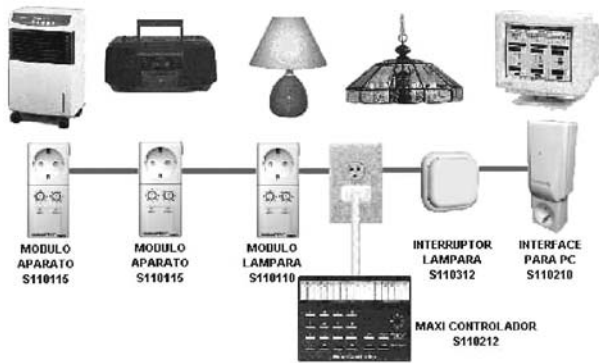 MODULO
APARATO
S110115
MODULO
APARATO
S110115
MODULO
LAMPARA
S110110
INTERRUPTOR
LAMPARA
S110312
INTERFACE
PARA PC
S110210
MAXI CONTROLADOR
S110212